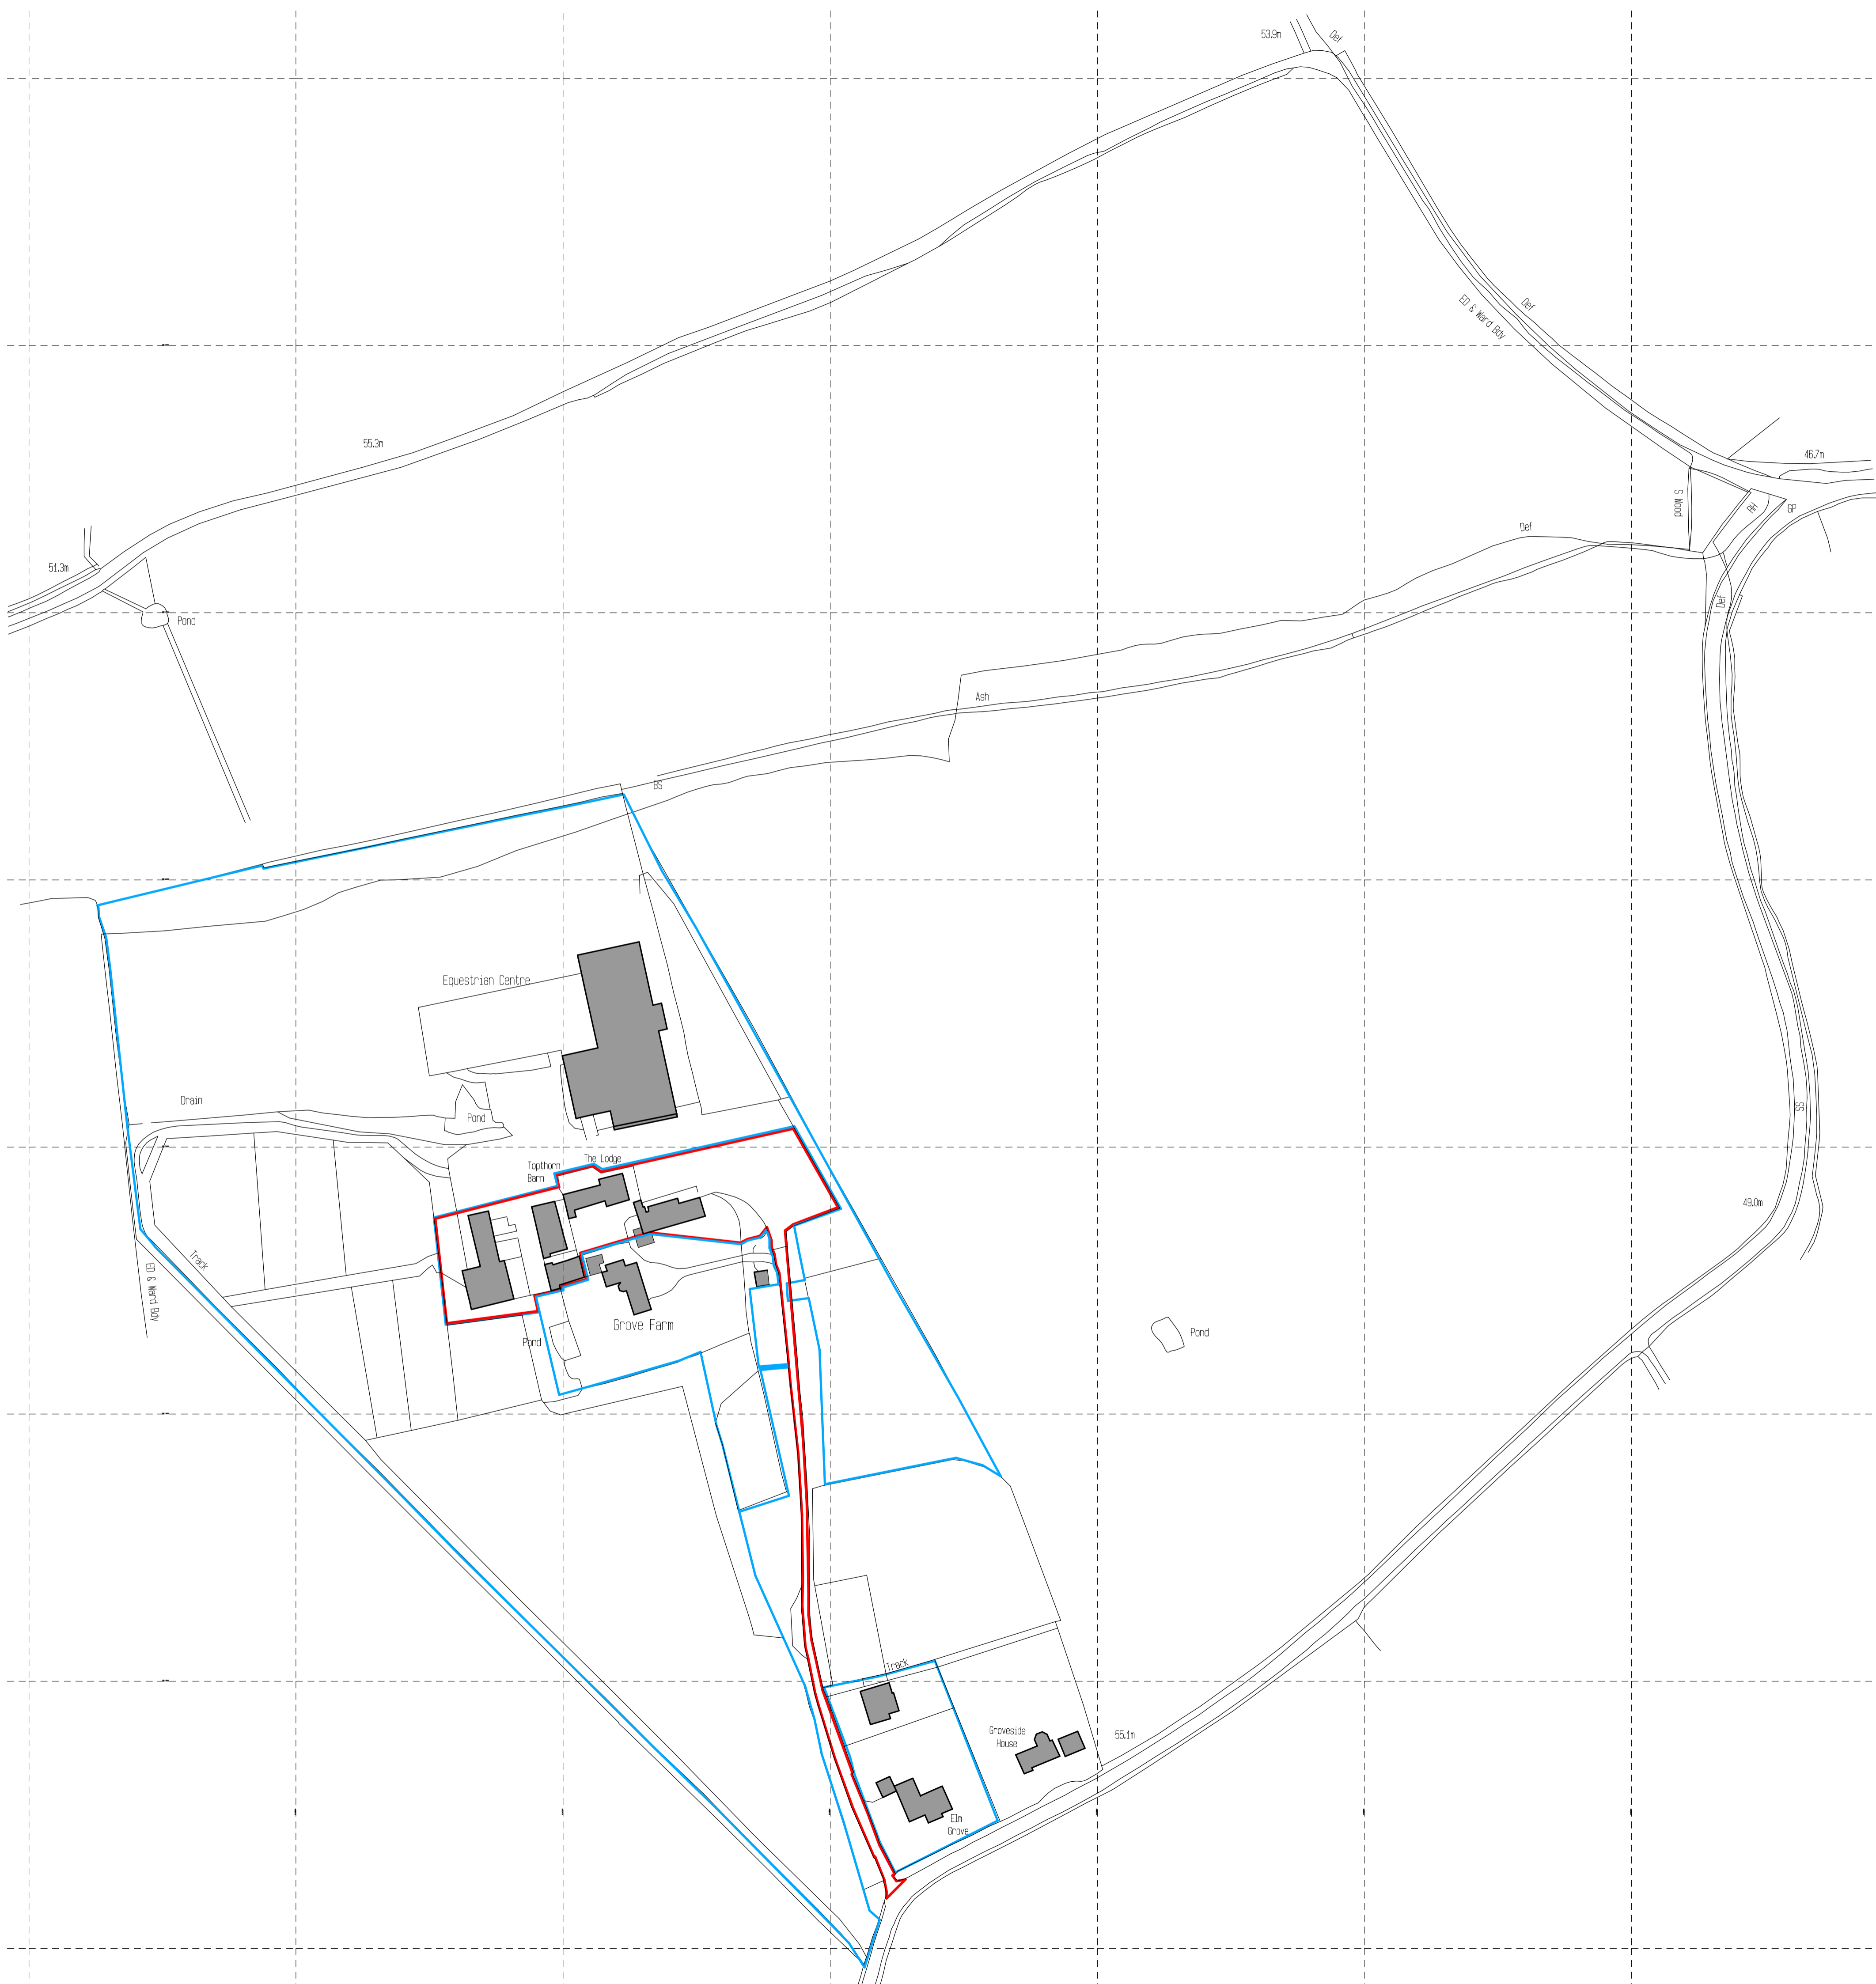 53.9m
Def
Def
ED & Ward Bdy
55.3m
46.7m
S Wood
RH
GP
Def
51.3m
Def
Pond
Ash
BS
Equestrian Centre
Drain
Pond
SS
Topthorn
Barn
The Lodge
49.0m
Track
ED & Ward Bdy
Grove Farm
Pond
Pond
Track
Groveside
House
55.1m
Elm
Grove